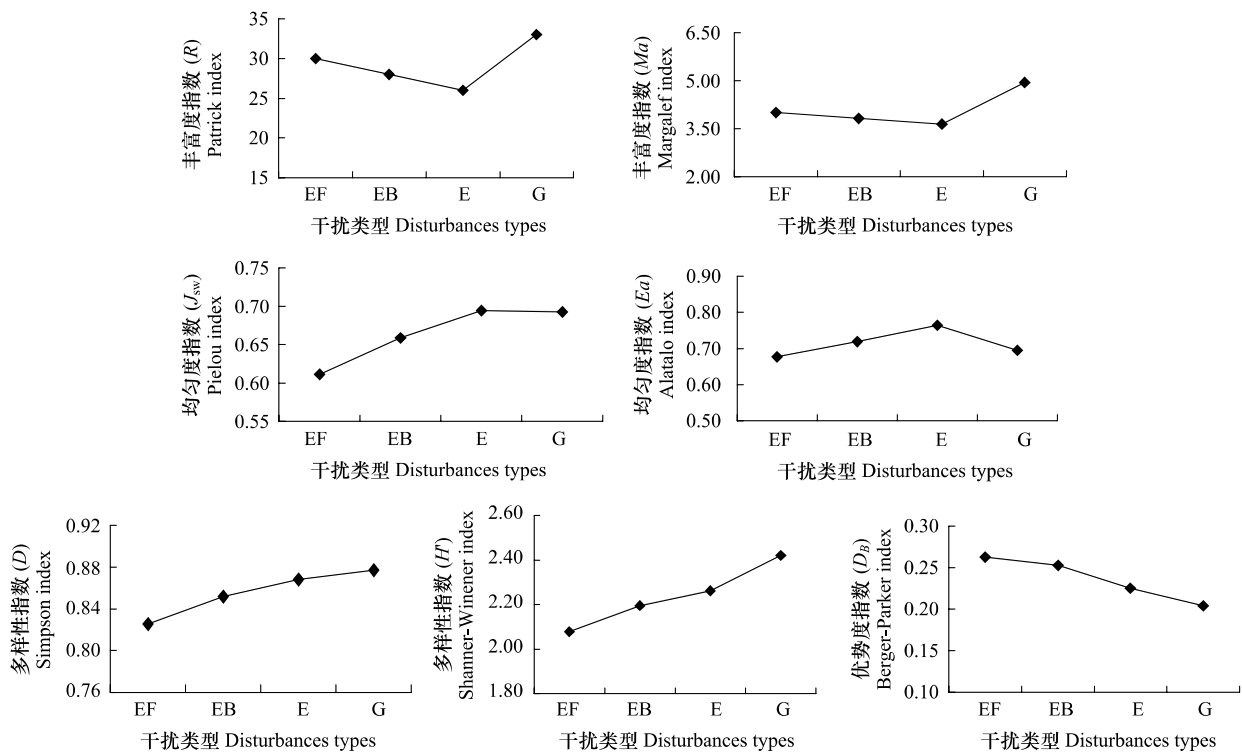 丰富度指数 (R)
Patrick index
35
30
25
20
15
EF EB E G
干扰类型 Disturbances types
丰富度指数 (Ma)
Margalef index
6.50
5.00
3.50
2.00
EF EB E G
干扰类型 Disturbances types
均匀度指数 (Jsw)
Pielou index
0.75
0.70
0.65
0.60
0.55
EF EB E G
干扰类型 Disturbances types
均匀度指数 (Ea)
Alatalo index
0.90
0.80
0.70
0.60
0.50
EF EB E G
干扰类型 Disturbances types
多样性指数 (D)
Simpson index
0.92
0.88
0.84
0.80
0.76
EF EB E G
干扰类型 Disturbances types
多样性指数 (H')
Shanner-Winener index
2.60
2.40
2.20
2.00
1.80
EF EB E G
干扰类型 Disturbances types
优势度指数 (DB)
Berger-Parker index
0.30
0.25
0.20
0.15
0.10
EF EB E G
干扰类型 Disturbances types